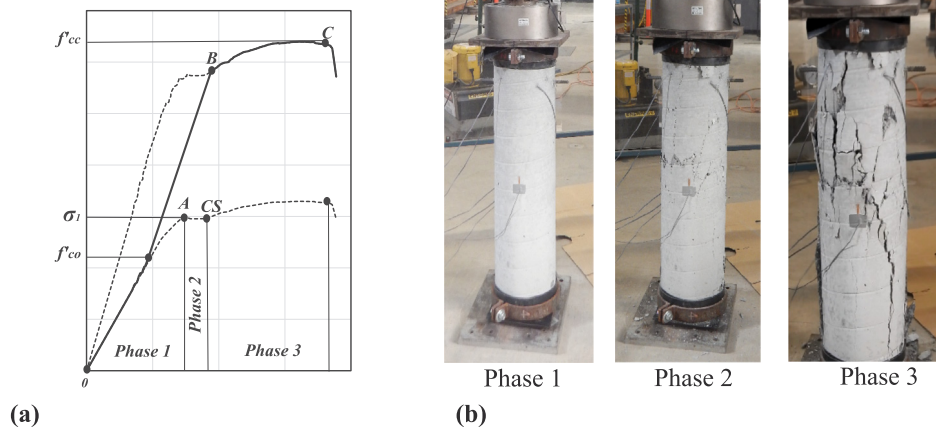 f'cc
C
B
σ1
A
CS
f'co
Phase 2
Phase 1
Phase 3
0
(a)
Phase 1
Phase 2
Phase 3
(b)